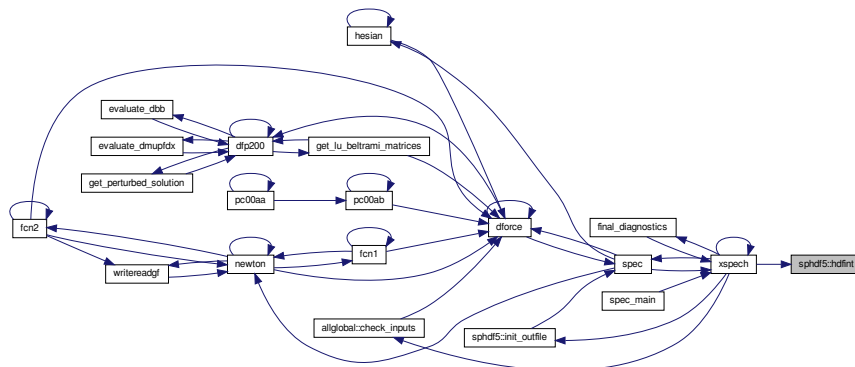 hesian
evaluate_dbb
evaluate_dmupfdx
dfp200
get_lu_beltrami_matrices
get_perturbed_solution
pc00aa
pc00ab
fcn2
dforce
final_diagnostics
fcn1
writereadgf
newton
spec
xspech
sphdf5::hdfint
spec_main
allglobal::check_inputs
sphdf5::init_outfile